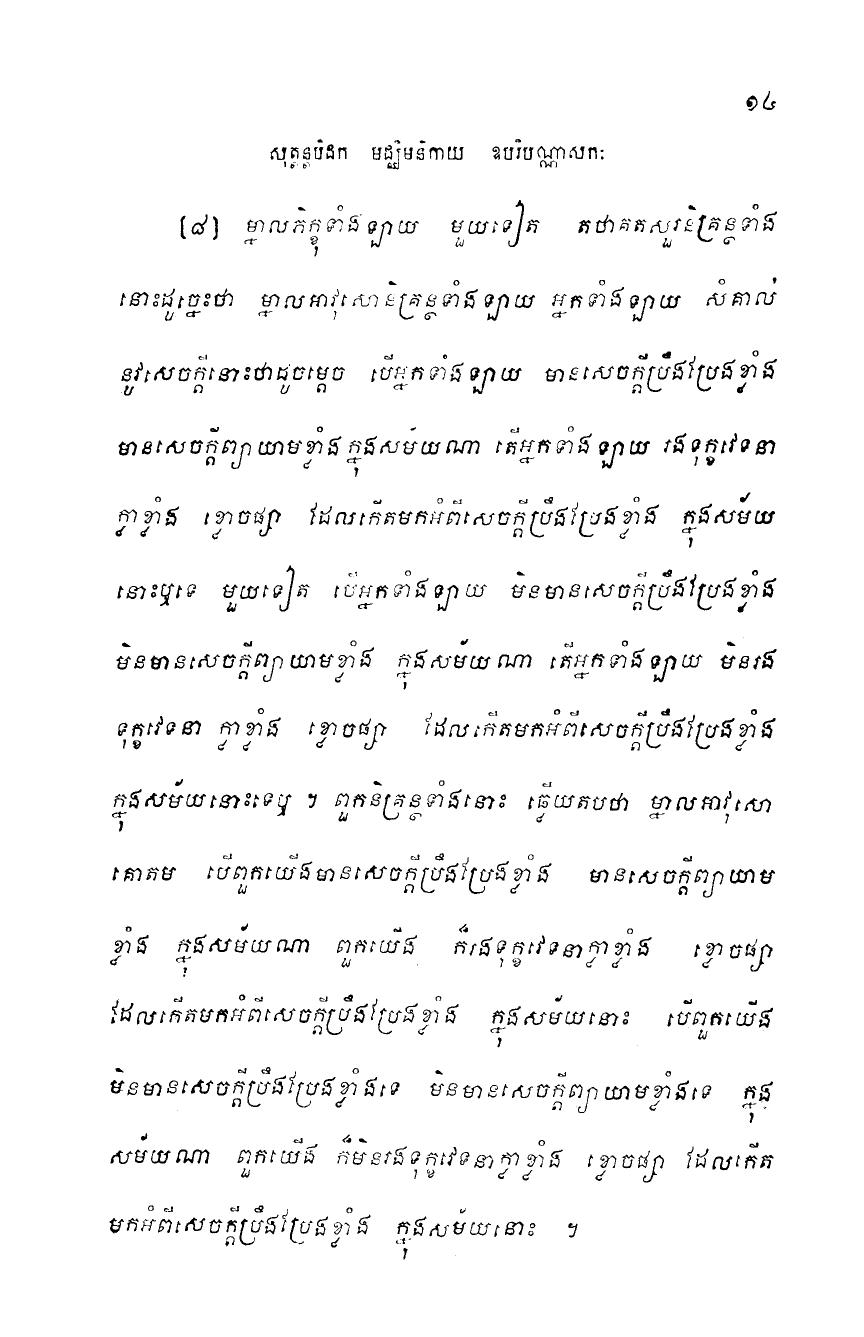 ១៤
សុត្តន្តបិដក មជ្ឈិមនិកាយ ឧបរិបណ្ណាសកៈ
[៨] ម្នាលភិក្ខុទាំងឡាយ មួយទៀត តថាគតសួរនិគ្រន្ថទាំង
នោះដូច្នេះថា ម្នាលអាវុសោនិគ្រន្ថទាំងឡាយ អ្នកទាំងឡាយ សំគាល់
នូវសេចក្តីនោះថាដូចម្តេច បើអ្នកទាំងឡាយ មានសេចក្តីប្រឹងប្រែងខ្លាំង
មានសេចក្តីព្យាយាមខ្លាំង ក្នុងសម័យណា តើអ្នកទាំងឡាយ រងទុក្ខវេទនា
ក្លាខ្លាំង ខ្លោចផ្សា ដែលកើតមកអំពីសេចក្តីប្រឹងប្រែងខ្លាំង ក្នុងសម័យ
នោះឬទេ មួយទៀត បើអ្នកទាំងឡាយ មិនមានសេចក្តីប្រឹងប្រែងខ្លាំង
មិនមានសេចក្តីព្យាយាមខ្លាំង ក្នុងសម័យណា តើអ្នកទាំងឡាយ មិនរង
ទុក្ខវេទនា ក្លាខ្លាំង ខ្លោចផ្សា ដែលកើតមកអំពីសេចក្តីប្រឹងប្រែងខ្លាំង
ក្នុងសម័យនោះទេឬ ។ ពួកនិគ្រន្ថទាំងនោះ ឆ្លើយតបថា ម្នាលអាវុសោ
គោតម បើពួកយើងមានសេចក្តីប្រឹងប្រែងខ្លាំង មានសេចក្តីព្យាយាម
ខ្លាំង ក្នុងសម័យណា ពួកយើង ក៏រងទុក្ខវេទនាក្លាខ្លាំង ខ្លោចផ្សា
ដែលកើតមកអំពីសេចក្តីប្រឹងប្រែងខ្លាំង ក្នុងសម័យនោះ បើពួកយើង
មិនមានសេចក្តីប្រឹងប្រែងខ្លាំងទេ មិនមានសេចក្តីព្យាយាមខ្លាំងទេ ក្នុង
សម័យណា ពួកយើង ក៏មិនរងទុក្ខវេទនាក្លាខ្លាំង ខ្លោចផ្សា ដែលកើត
មកអំពីសេចក្តីប្រឹងប្រែងខ្លាំង ក្នុងសម័យនោះ ។